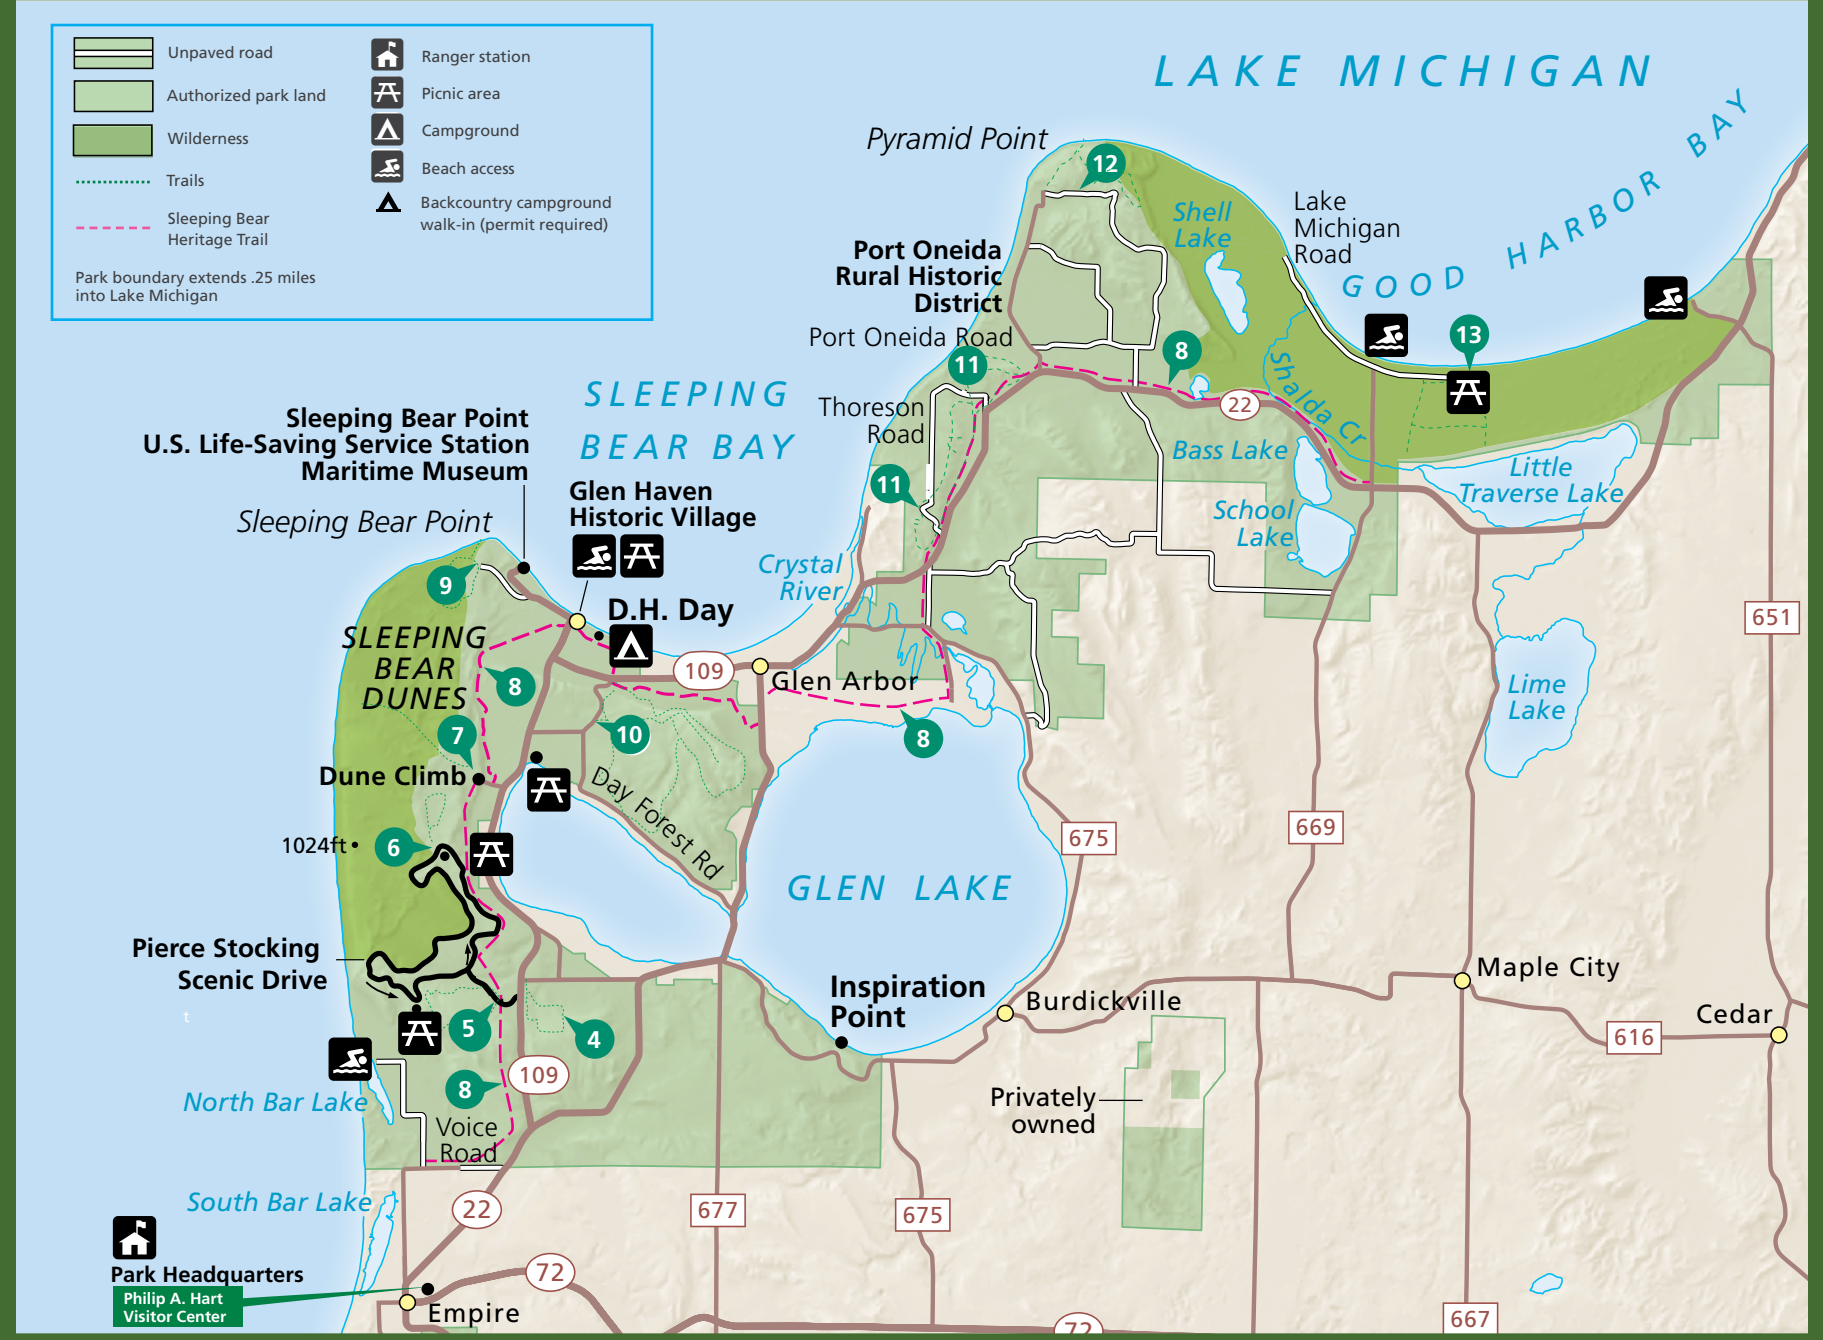 Unpaved road
Authorized park land
Wilderness
Trails
Sleeping Bear
Heritage Trail
Park boundary extends .25 miles
into Lake Michigan
Ranger station
Picnic area
Campground
Beach access
Backcountry campground
walk-in (permit required)
LAKE MICHIGAN
GOOD HARBOR BAY
Pyramid Point
12
Shell
Lake
Lake
Michigan
Road
Port Oneida
Rural Historic
District
Port Oneida Road
11
8
13
22
Shalda Cr
SLEEPING
BEAR BAY
Thoreson
Road
11
Bass Lake
School
Lake
Little
Traverse Lake
Sleeping Bear Point
U.S. Life-Saving Service Station
Maritime Museum
Sleeping Bear Point
Glen Haven
Historic Village
Crystal
River
9
D.H. Day
SLEEPING
BEAR
DUNES
8
109
Glen Arbor
651
Lime
Lake
7
10
8
Dune Climb
Day Forest Rd
1024ft
6
675
669
GLEN LAKE
Pierce Stocking
Scenic Drive
t
Inspiration
Point
Burdickville
Maple City
Cedar
616
5
4
109
8
North Bar Lake
Voice
Road
Privately
owned
South Bar Lake
22
677
675
Park Headquarters
Philip A. Hart
Visitor Center
72
Empire
72
667